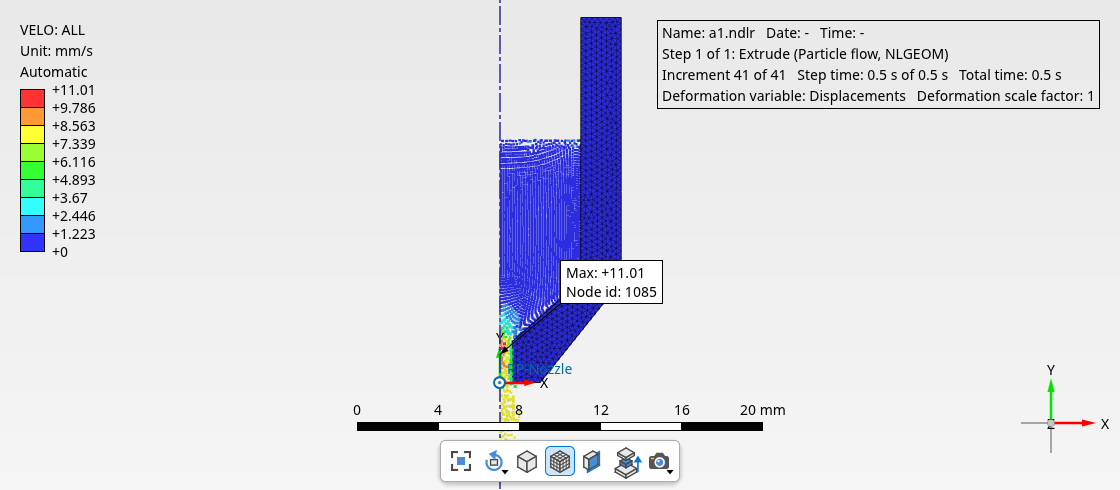 VELO: ALL
Unit: mm/s
Automatic
+11.01
+9.786
+8.563
+7.339
+6.116
+4.893
+3.67
+2.446
+1.223
+0
Name: a1.ndlr   Date: -   Time: -
Step 1 of 1: Extrude (Particle flow, NLGEOM)
Increment 41 of 41   Step time: 0.5 s of 0.5 s   Total time: 0.5 s
Deformation variable: Displacements   Deformation scale factor: 1
Max: +11.01
Node id: 1085
Y
Nozzle
X
0 4 8 12 16 20 mm
Y
X